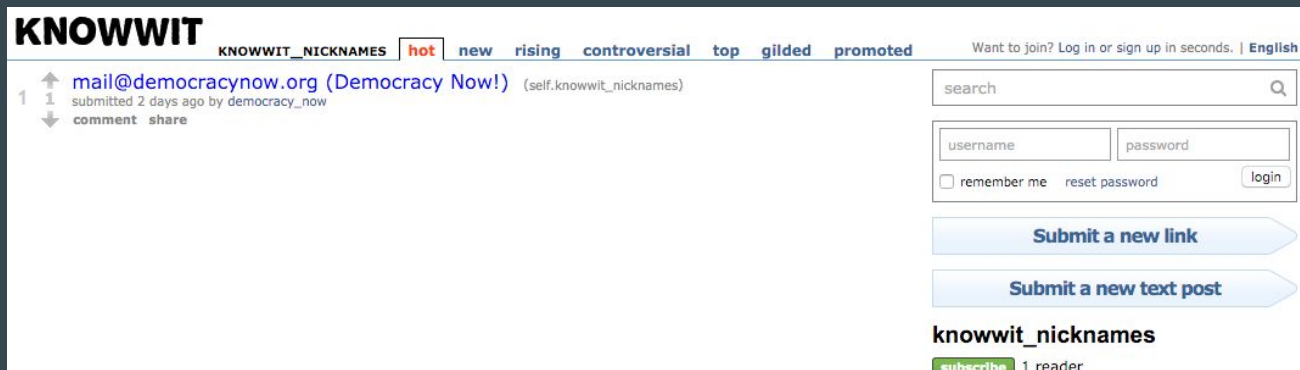 KNOWWIT
KNOWWIT_NICKNAMES hot new rising controversial top gilded promoted
Want to join? Log in or sign up in seconds. | English
1
1
mail@democracynow.org (Democracy Now!) (self.knowwit_nicknames)
submitted 2 days ago by democracy_now
comment share
search
username password
remember me reset password login
Submit a new link
Submit a new text post
knowwit_nicknames
subscribe 1 reader